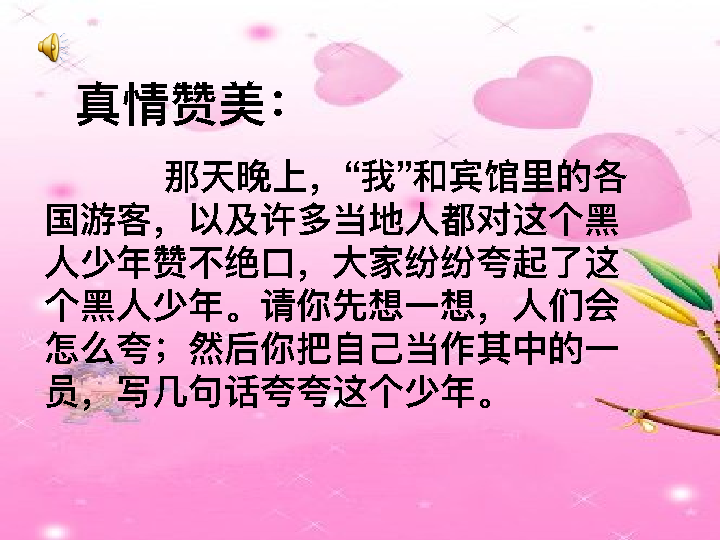 真情赞美：
那天晚上，“我”和宾馆里的各
国游客，以及许多当地人都对这个黑
人少年赞不绝口，大家纷纷夸起了这
个黑人少年。请你先想一想，人们会
怎么夸；然后你把自己当作其中的一
员，写几句话夸夸这个少年。